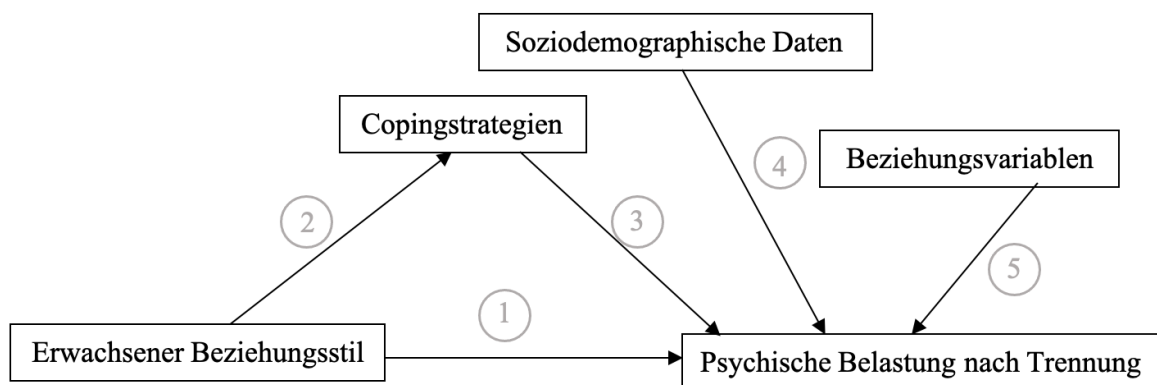 Soziodemographische Daten
Copingstrategien
4
Beziehungsvariablen
2
3
5
1
Erwachsener Beziehungsstil
Psychische Belastung nach Trennung